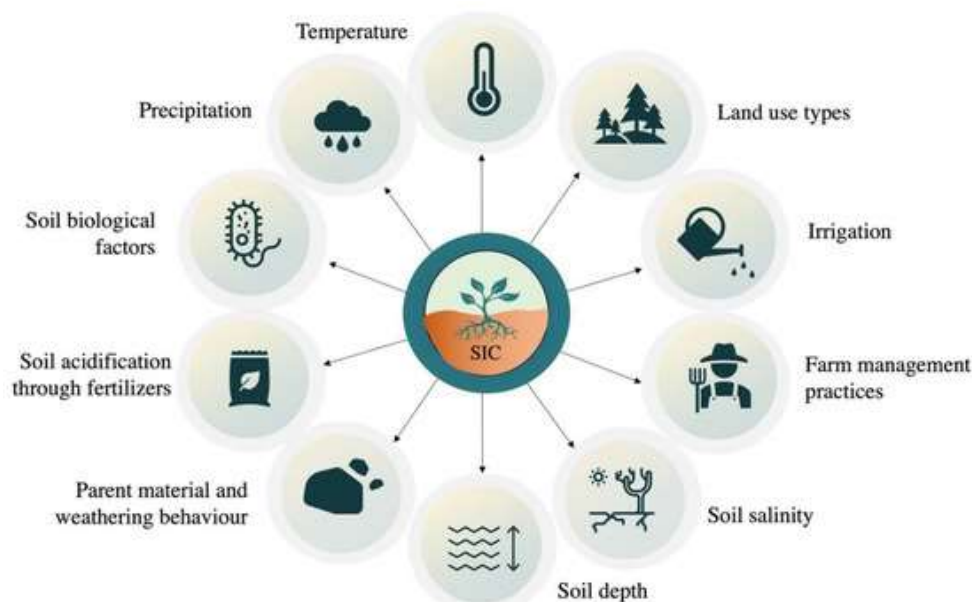 Temperature
Precipitation
Land use types
Soil biological
factors
Irrigation
SIC
Soil acidification
through fertilizers
Farm management
practices
Parent material and
weathering behaviour
Soil salinity
Soil depth